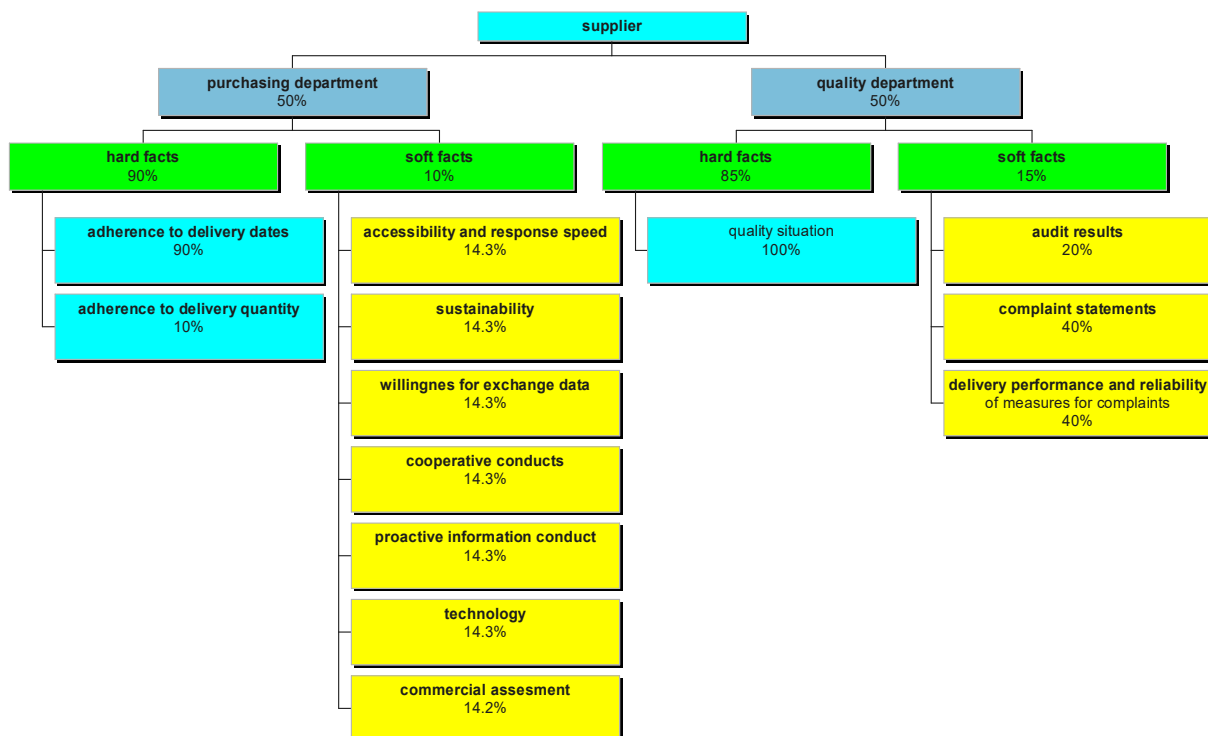 supplier
purchasing department
50%
quality department
50%
hard facts
90%
soft facts
10%
hard facts
85%
soft facts
15%
adherence to delivery dates
90%
adherence to delivery quantity
10%
accessibility and response speed
14.3%
sustainability
14.3%
willingnes for exchange data
14.3%
cooperative conducts
14.3%
proactive information conduct
14.3%
technology
14.3%
commercial assesment
14.2%
quality situation
100%
audit results
20%
complaint statements
40%
delivery performance and reliability
of measures for complaints
40%